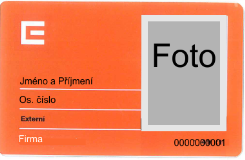 Foto
Jméno a Příjmení
Os. číslo
Externí
Firma
0000000001